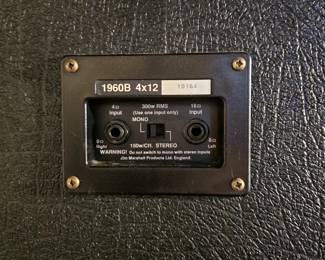 1960B 4x12
4Ω Input
300w RMS
(Use one input only)
16Ω Input
MONO
8Ω Right
150w/CH. STEREO
8Ω Left
WARNING! Do not switch to mono with stereo inputs
Jim Marshall Products Ltd. England.